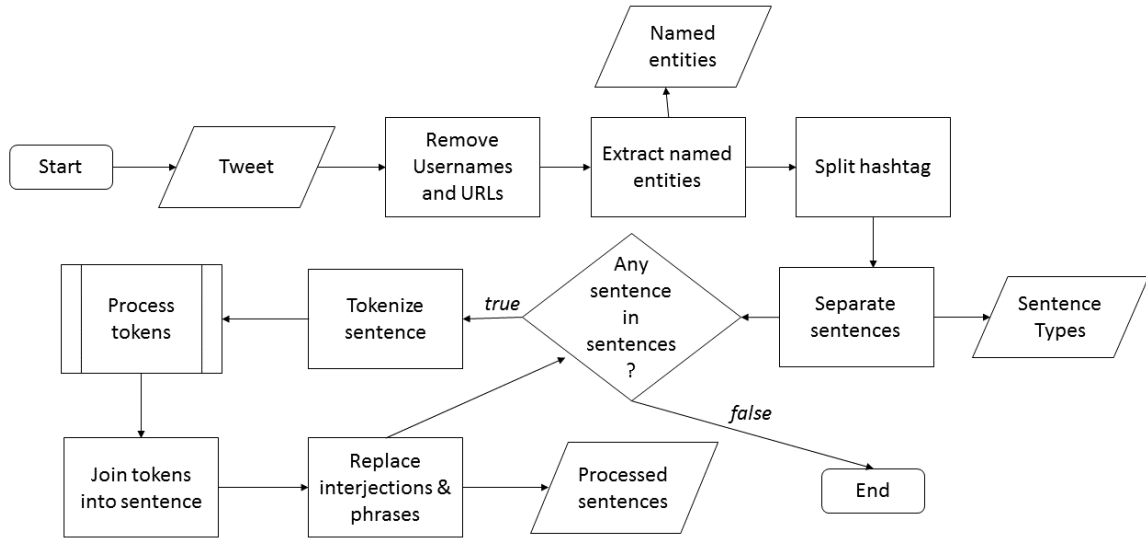 Named
entities
Start
Tweet
Remove
Usernames
and URLs
Extract named
entities
Split hashtag
Process
tokens
Tokenize
sentence
true
Any
sentence
in
sentences
?
Separate
sentences
Sentence
Types
false
Join tokens
into sentence
Replace
interjections &
phrases
Processed
sentences
End